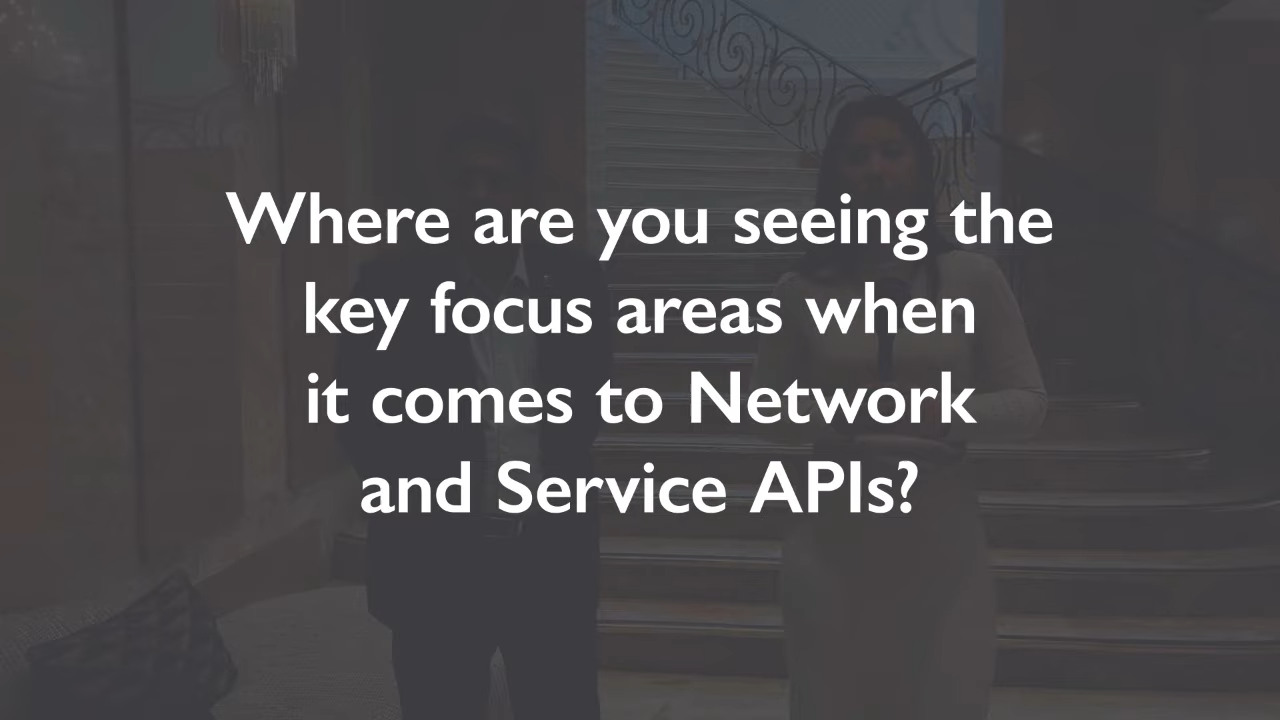 Where are you seeing the
key focus areas when
it comes to Network
and Service APIs?